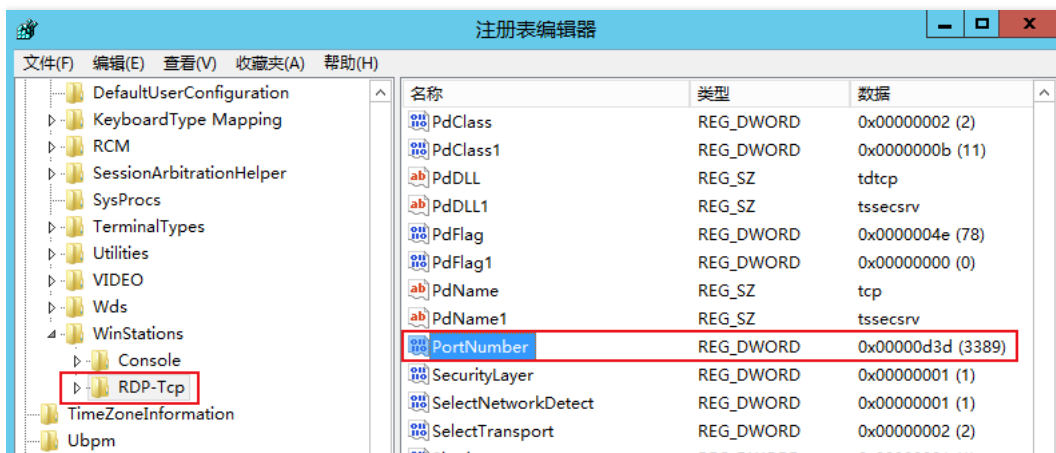 注册表编辑器
文件(F) 编辑(E) 查看(V) 收藏夹(A) 帮助(H)
DefaultUserConfiguration
KeyboardType Mapping
RCM
SessionArbitrationHelper
SysProcs
TerminalTypes
Utilities
VIDEO
Wds
WinStations
Console
RDP-Tcp
TimeZoneInformation
Ubpm
名称 类型 数据
PdClass REG_DWORD 0x00000002 (2)
PdClass1 REG_DWORD 0x0000000b (11)
PdDLL REG_SZ tdtcp
PdDLL1 REG_SZ tssecsrv
PdFlag REG_DWORD 0x0000004e (78)
PdFlag1 REG_DWORD 0x00000000 (0)
PdName REG_SZ tcp
PdName1 REG_SZ tssecsrv
PortNumber REG_DWORD 0x00000d3d (3389)
SecurityLayer REG_DWORD 0x00000001 (1)
SelectNetworkDetect REG_DWORD 0x00000001 (1)
SelectTransport REG_DWORD 0x00000002 (2)